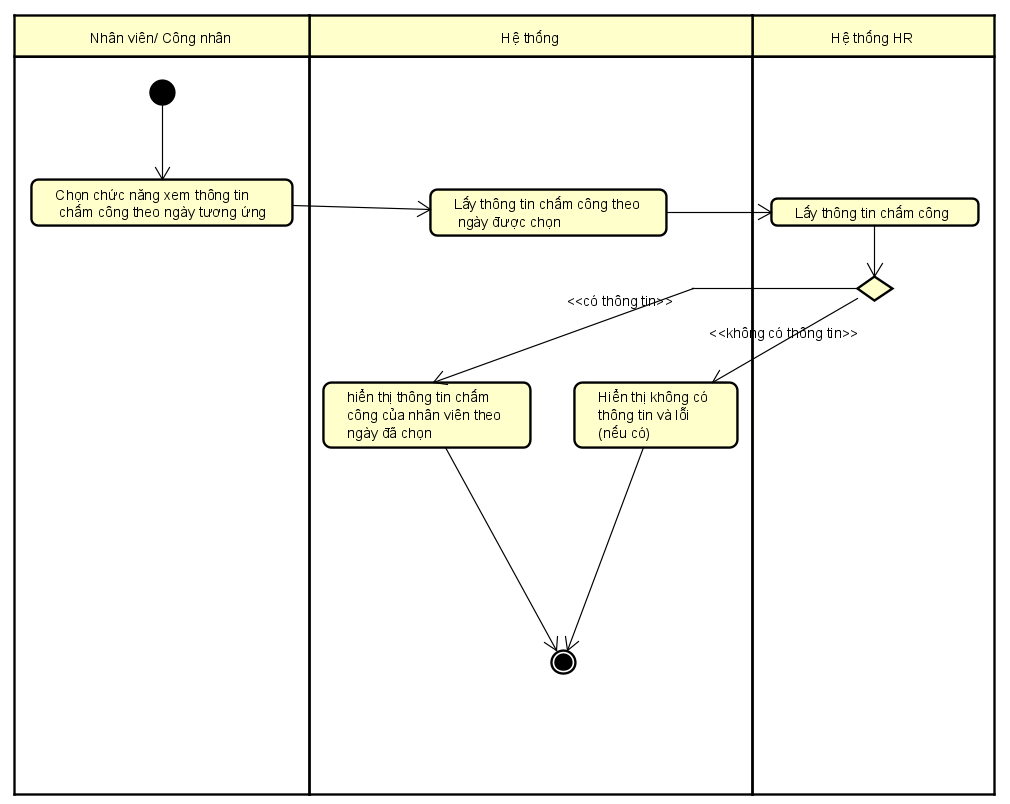 Nhân viên/ Công nhân
Hệ thống
Hệ thống HR
Chọn chức năng xem thông tin
chấm công theo ngày tương ứng
Lấy thông tin chấm công theo
ngày được chọn
Lấy thông tin chấm công
<<có thông tin>>
<<không có thông tin>>
hiển thị thông tin chấm
công của nhân viên theo
ngày đã chọn
Hiển thị không có
thông tin và lỗi
(nếu có)